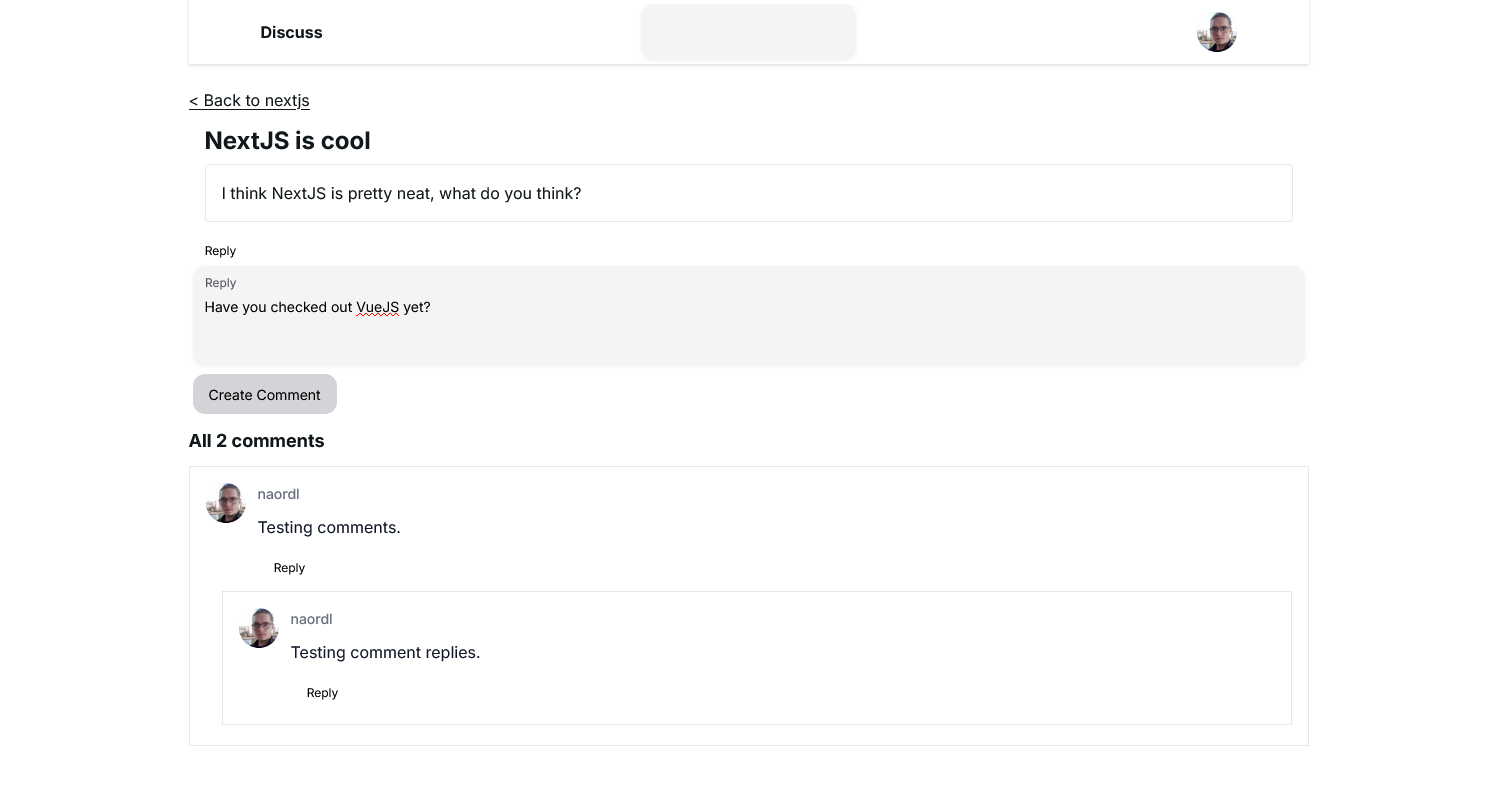 Discuss
< Back to nextjs
NextJS is cool
I think NextJS is pretty neat, what do you think?
Reply
Reply
Have you checked out VueJS yet?
Create Comment
All 2 comments
naordl
Testing comments.
Reply
naordl
Testing comment replies.
Reply